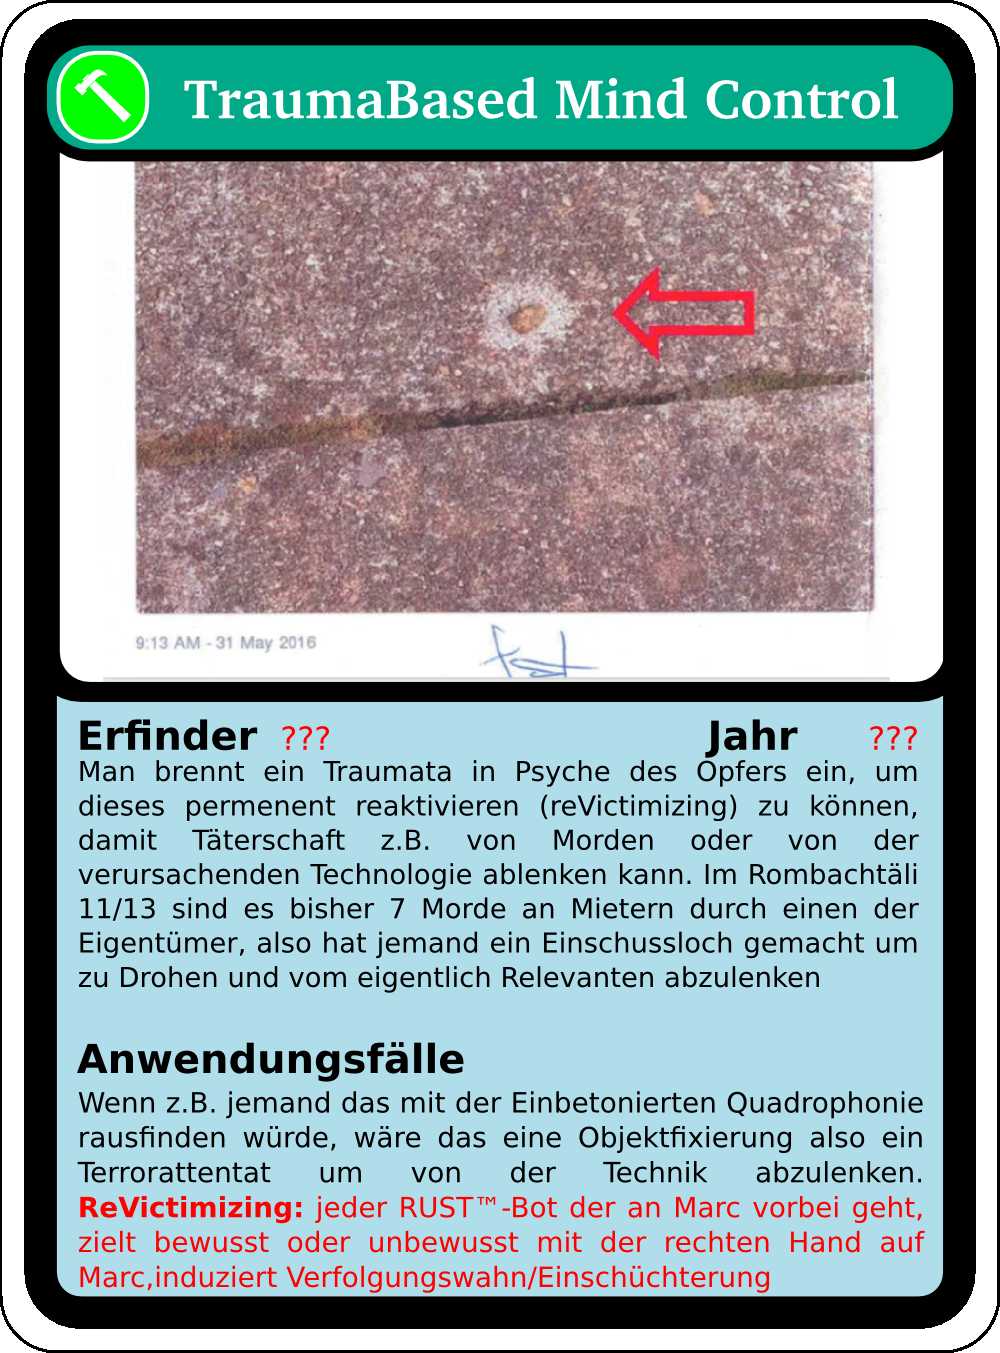 TraumaBased Mind Control
9:13 AM - 31 May 2016
Erfinder ??? Jahr ???
Man brennt ein Traumata in Psyche des Opfers ein, um
dieses permenent reaktivieren (reVictimizing) zu können,
damit Täterschaft z.B. von Morden oder von der
verursachenden Technologie ablenken kann. Im Rombachtäli
11/13 sind es bisher 7 Morde an Mietern durch einen der
Eigentümer, also hat jemand ein Einschussloch gemacht um
zu Drohen und vom eigentlich Relevanten abzulenken
Anwendungsfälle
Wenn z.B. jemand das mit der Einbetonierten Quadrophonie
rausfinden würde, wäre das eine Objektfixierung also ein
Terrorattentat um von der Technik abzulenken.
ReVictimizing: jeder RUST™-Bot der an Marc vorbei geht,
zielt bewusst oder unbewusst mit der rechten Hand auf
Marc,induziert Verfolgungswahn/Einschüchterung